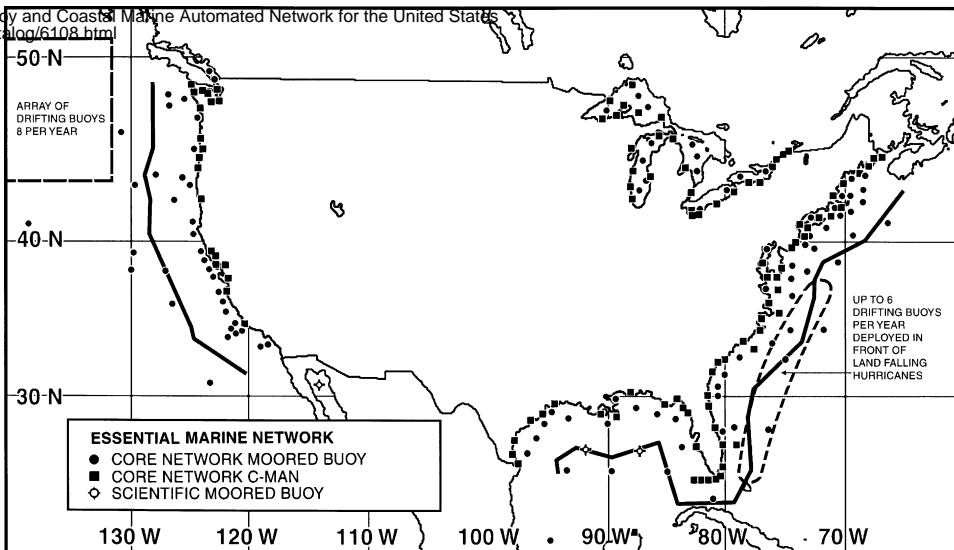 oy and Coastal Marine Automated Network for the United States
talog/6108.html
50 N
ARRAY OF
DRIFTING BUOYS
8 PER YEAR
40 N
UP TO 6
DRIFTING BUOYS
PER YEAR
DEPLOYED IN
FRONT OF
LAND FALLING
HURRICANES
30 N
ESSENTIAL MARINE NETWORK
CORE NETWORK MOORED BUOY
CORE NETWORK C-MAN
SCIENTIFIC MOORED BUOY
130 W 120 W 110 W 100 W 90 W 80 W 70 W